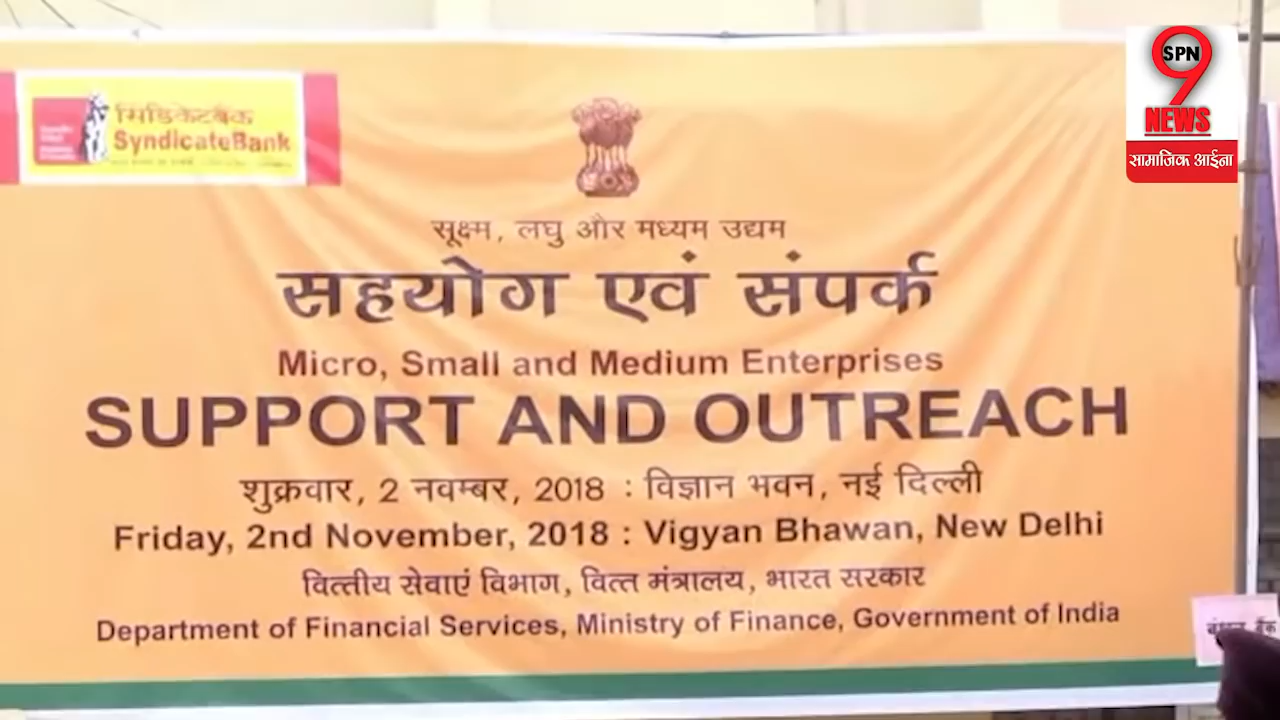 सिंडिकेटबैंक
SyndicateBank
SPN
9
NEWS
सामाजिक आईना
सूक्ष्म, लघु और मध्यम उद्यम
सहयोग एवं संपर्क
Micro, Small and Medium Enterprises
SUPPORT AND OUTREACH
शुक्रवार, 2 नवम्बर, 2018 : विज्ञान भवन, नई दिल्ली
Friday, 2nd November, 2018 : Vigyan Bhawan, New Delhi
वित्तीय सेवाएं विभाग, वित्त मंत्रालय, भारत सरकार
Department of Financial Services, Ministry of Finance, Government of India
बैंक